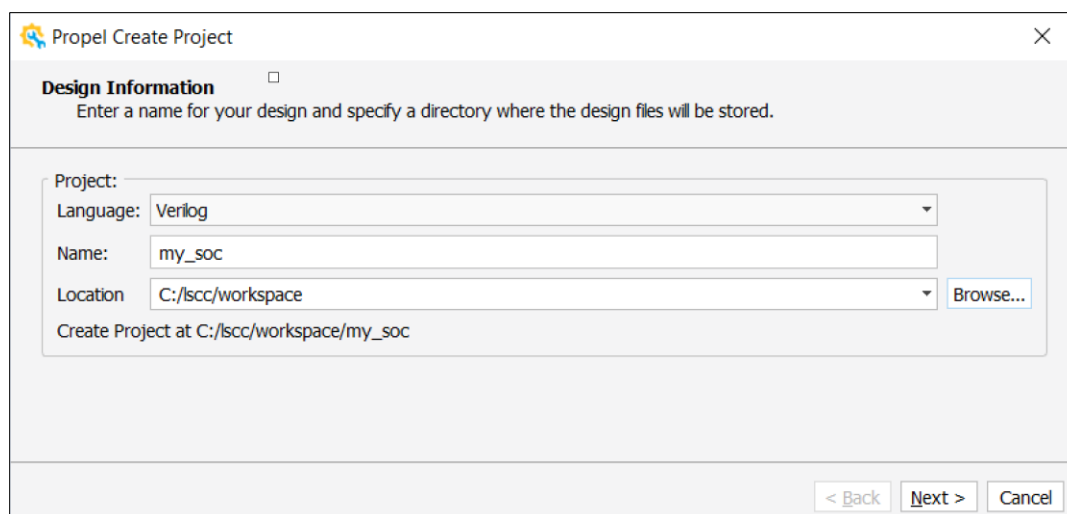 Propel Create Project
Design Information
Enter a name for your design and specify a directory where the design files will be stored.
Project:
Language: Verilog
Name: my_soc
Location C:/lscc/workspace Browse...
Create Project at C:/lscc/workspace/my_soc
< Back Next > Cancel